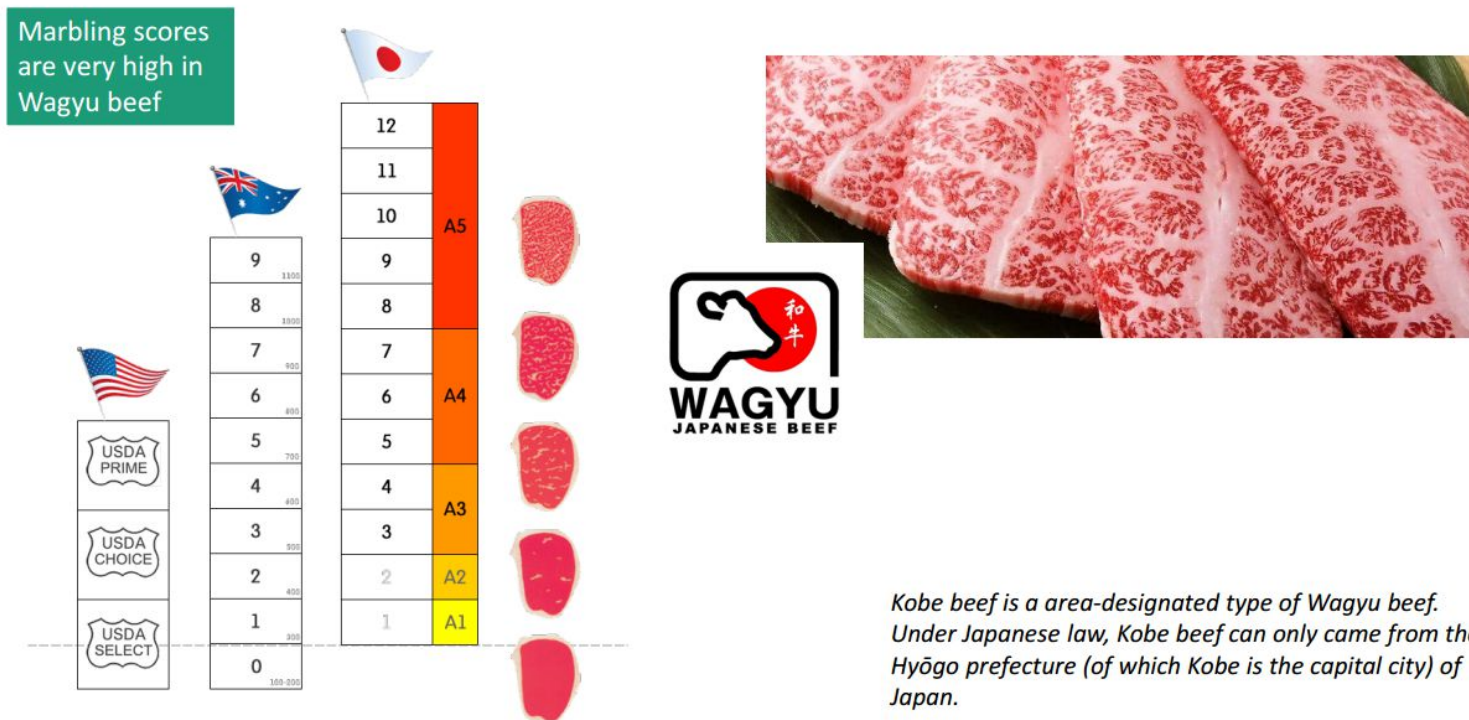 Marbling scores
are very high in
Wagyu beef
USDA
PRIME
USDA
CHOICE
USDA
SELECT
9
1100
8
1000
7
900
6
800
5
700
4
600
3
500
2
400
1
300
0
100-200
12
11
10
9
8
7
6
5
4
3
2
1
A5
A4
A3
A2
A1
和
牛
WAGYU
JAPANESE BEEF
Kobe beef is a area-designated type of Wagyu beef.
Under Japanese law, Kobe beef can only came from the
Hyōgo prefecture (of which Kobe is the capital city) of
Japan.